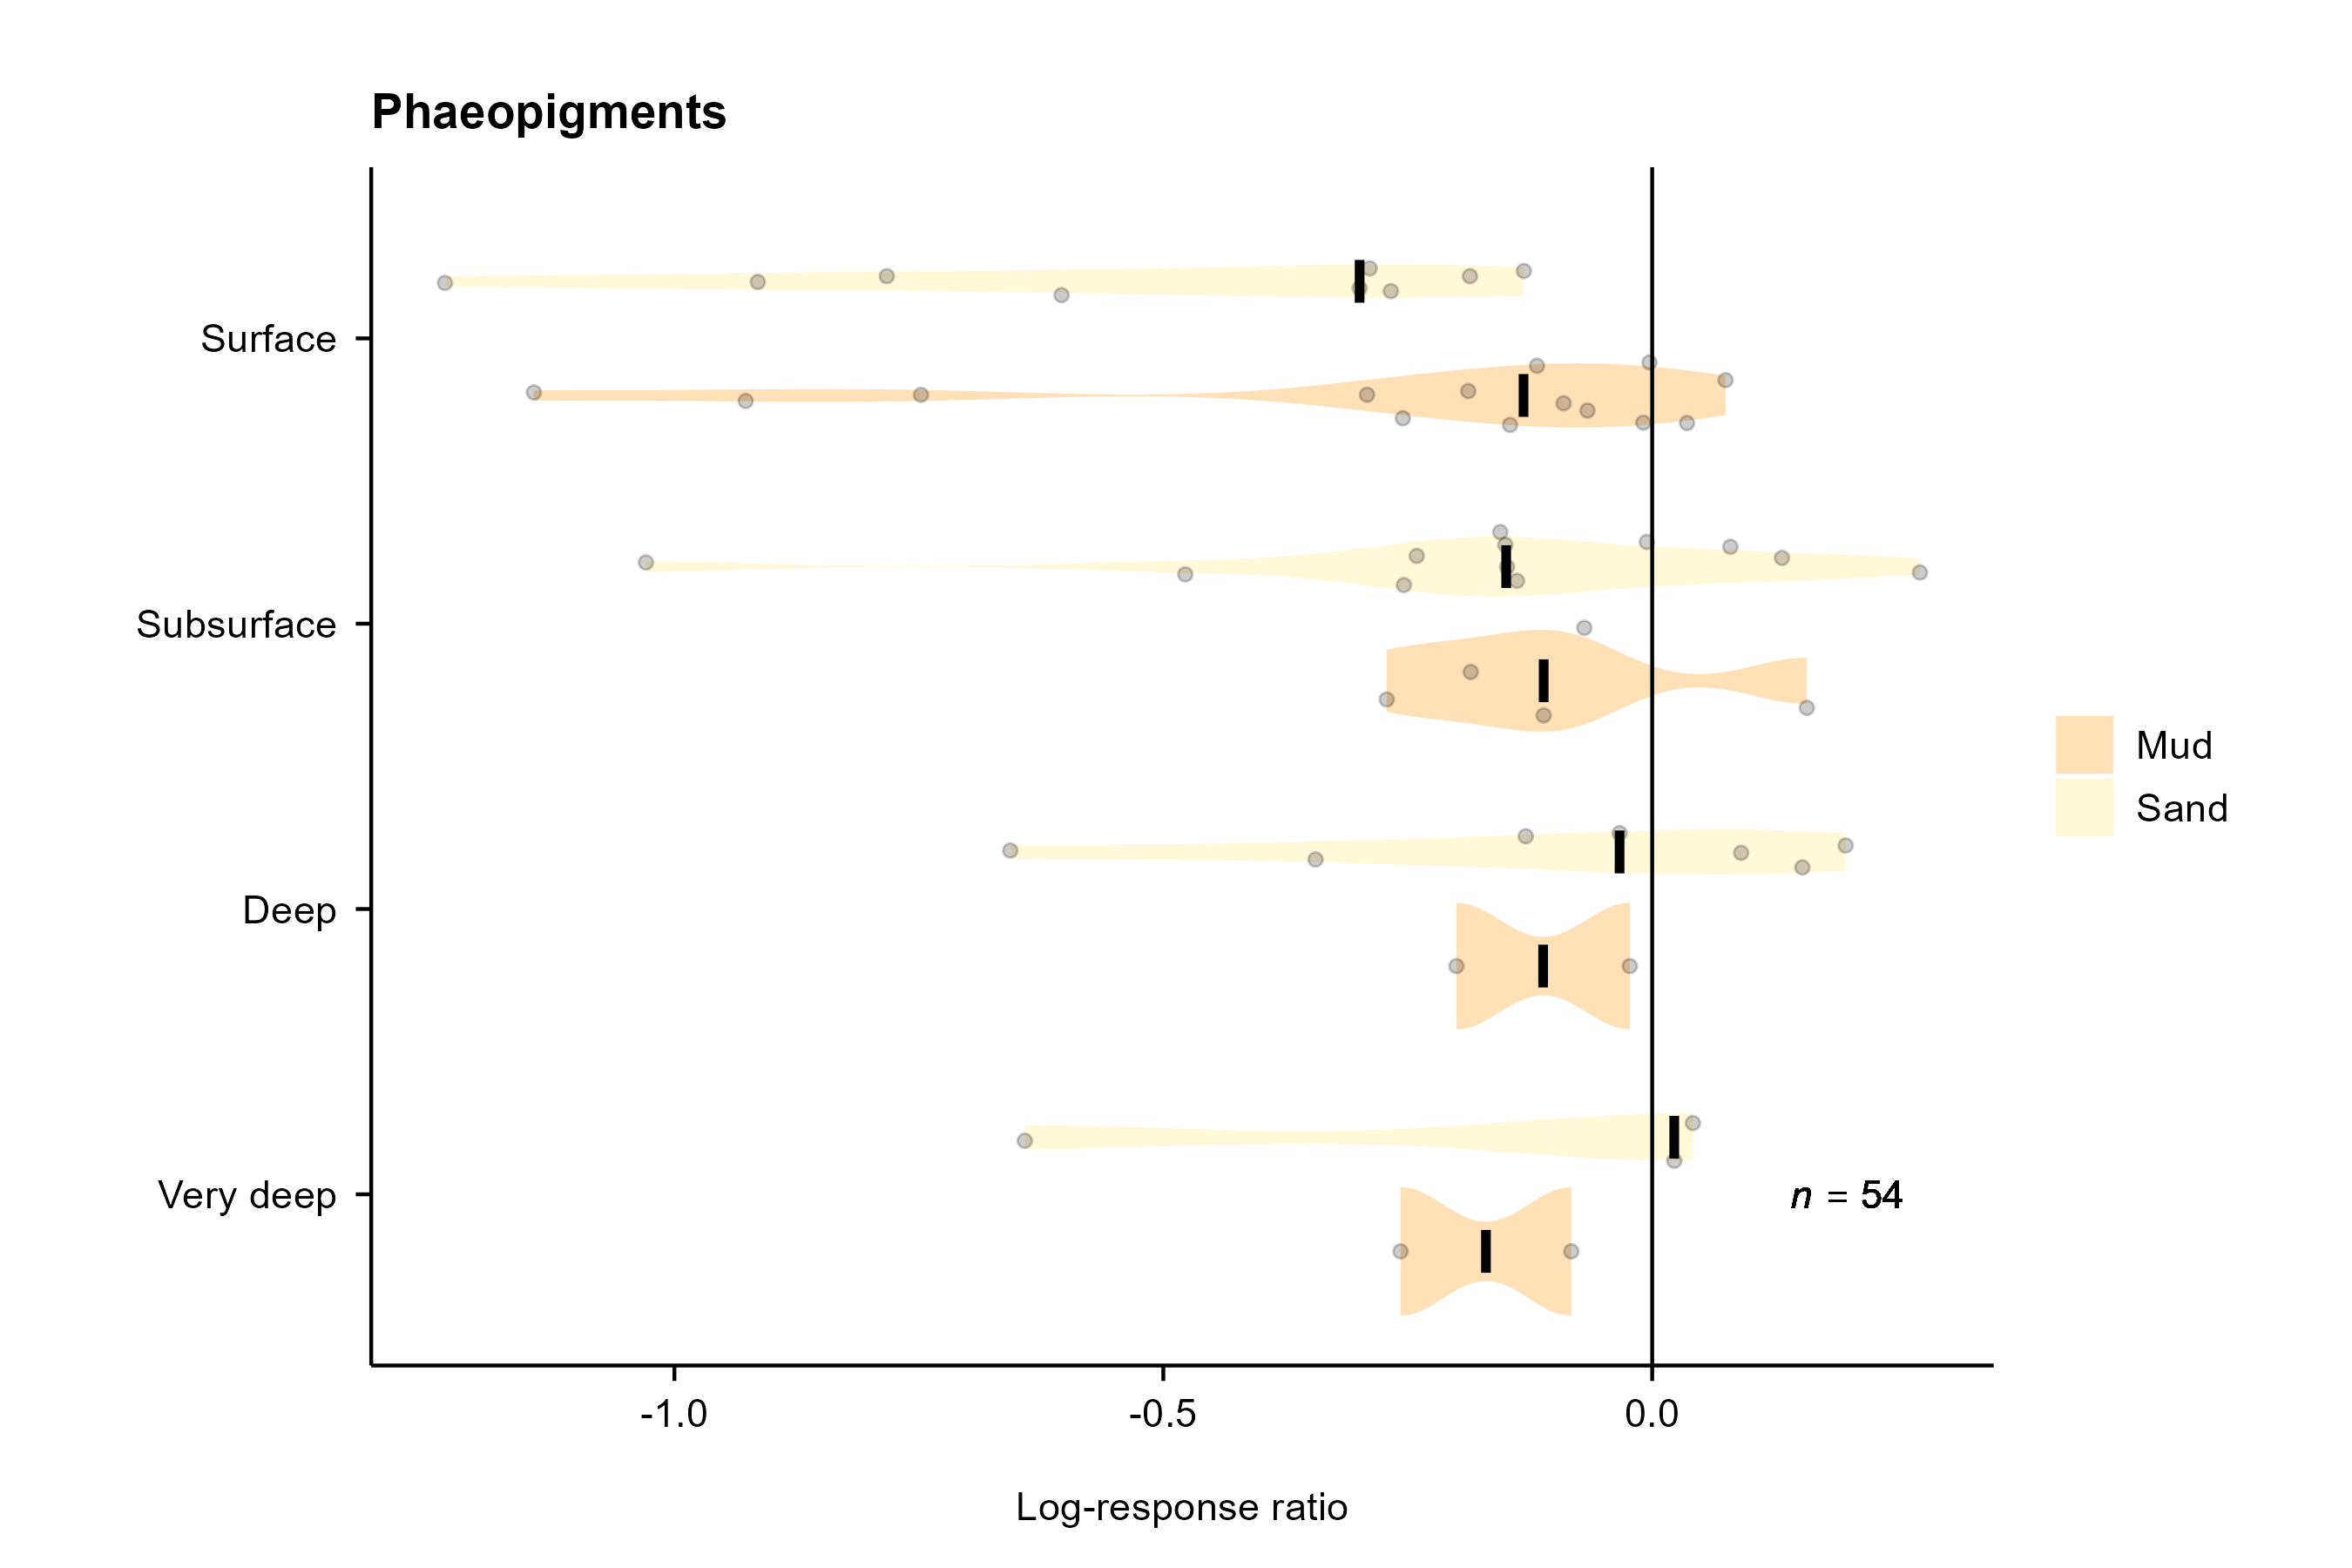 Phaeopigments
Surface
Subsurface
Deep
Very deep
Mud
Sand
n = 54
-1.0
-0.5
0.0
Log-response ratio